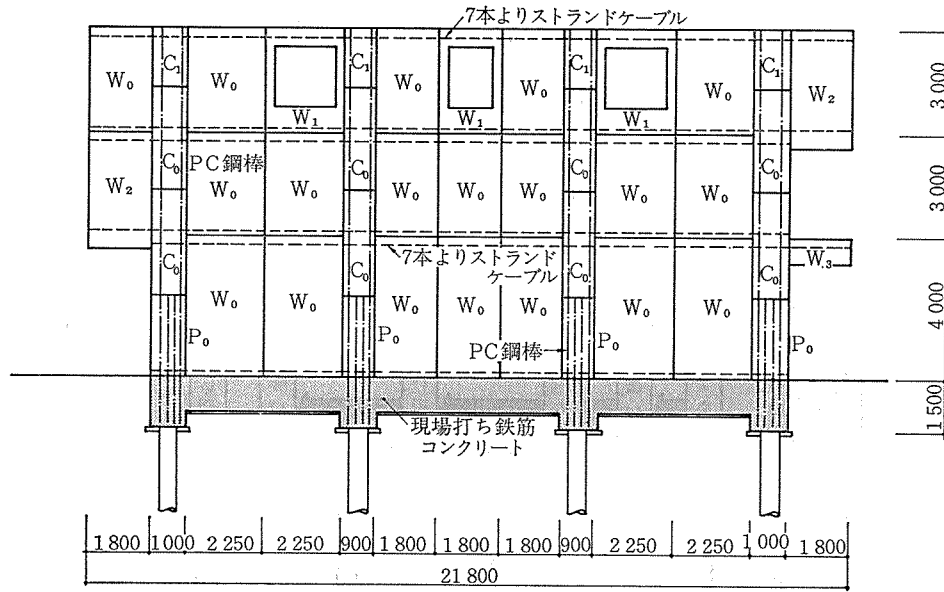 7本よりストランドケーブル
W₀ C₁ W₀ W₁ C₁ W₀ W₁ W₀ C₁ W₁ W₀ C₁ W₂
3 000
W₂ C₀ PC鋼棒 W₀ W₀ C₀ W₀ W₀ W₀ C₀ W₀ W₀ C₀
3 000
7本よりストランド
ケーブル
W.3
C₀ W₀ W₀ C₀ W₀ W₀ W₀ C₀ W₀ W₀ C₀
4 000
P₀ P₀ PC鋼棒 P₀ P₀
現場打ち鉄筋
コンクリート
1 500
1 800 1 000 2 250 2 250 900 1 800 1 800 1 800 900 2 250 2 250 1 000 1 800
21 800